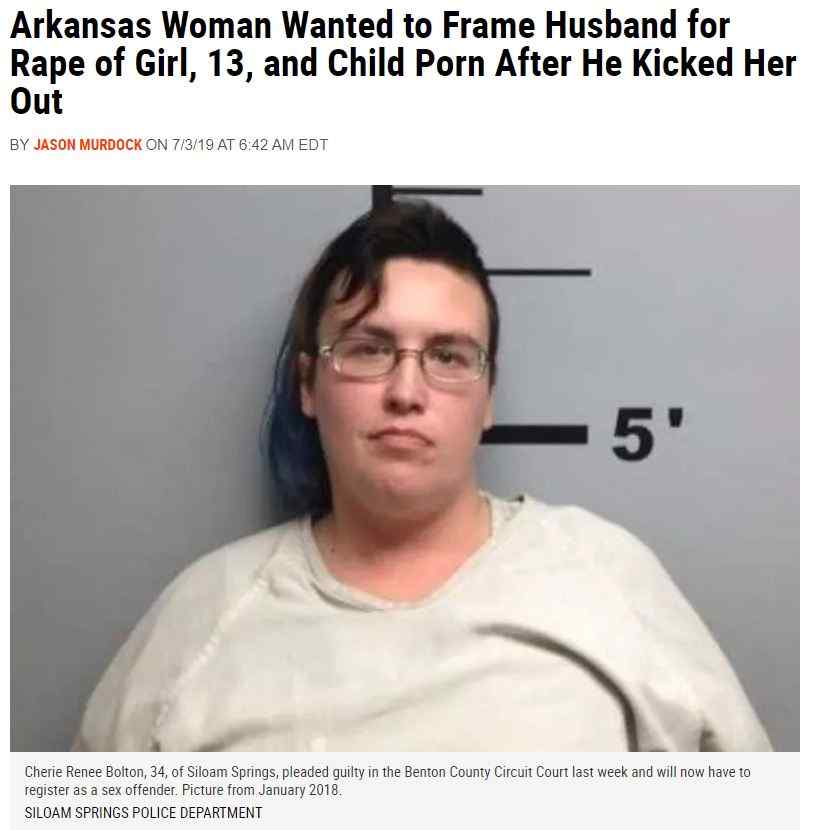 Arkansas Woman Wanted to Frame Husband for
Rape of Girl, 13, and Child Porn After He Kicked Her
Out
BY JASON MURDOCK ON 7/3/19 AT 6:42 AM EDT
5'
Cherie Renee Bolton, 34, of Siloam Springs, pleaded guilty in the Benton County Circuit Court last week and will now have to
register as a sex offender. Picture from January 2018.
SILOAM SPRINGS POLICE DEPARTMENT